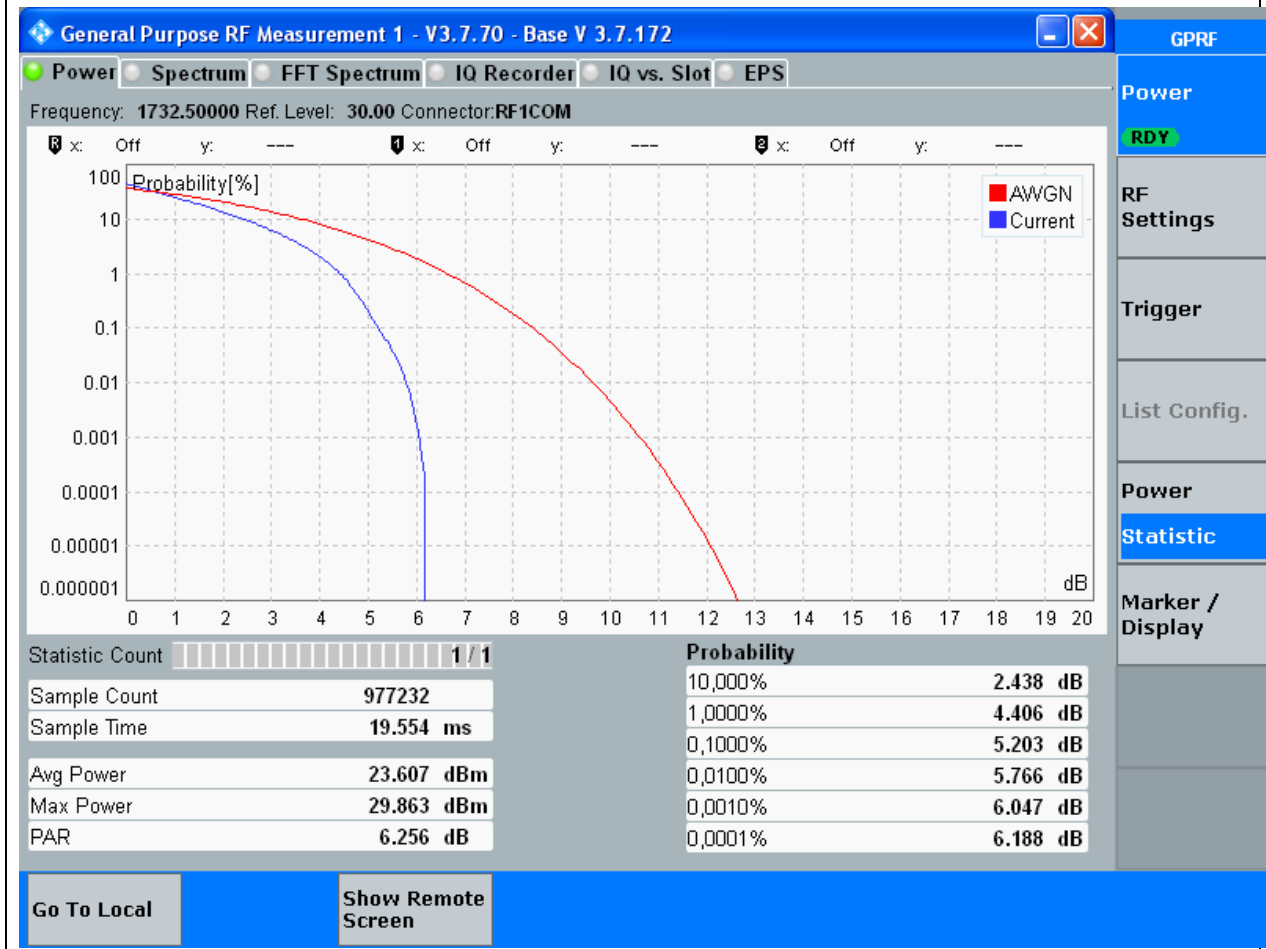 General Purpose RF Measurement 1 - V3.7.70 - Base V 3.7.172
GPRF
Power Spectrum FFT Spectrum IQ Recorder IQ vs. Slot EPS
Frequency: 1732.50000 Ref. Level: 30.00 Connector:RF1COM
R x: Off y: --- 1 x: Off y: --- 2 x: Off y: ---
Probability[%]
AWGN
Current
100
10
1
0.1
0.01
0.001
0.0001
0.00001
0.000001
dB
0 1 2 3 4 5 6 7 8 9 10 11 12 13 14 15 16 17 18 19 20
Statistic Count 1 / 1
Sample Count 977232
Sample Time 19.554 ms
Avg Power 23.607 dBm
Max Power 29.863 dBm
PAR 6.256 dB
Probability
10,000% 2.438 dB
1,0000% 4.406 dB
0,1000% 5.203 dB
0,0100% 5.766 dB
0,0010% 6.047 dB
0,0001% 6.188 dB
Power
RDY
RF
Settings
Trigger
List Config.
Power
Statistic
Marker /
Display
Go To Local
Show Remote
Screen